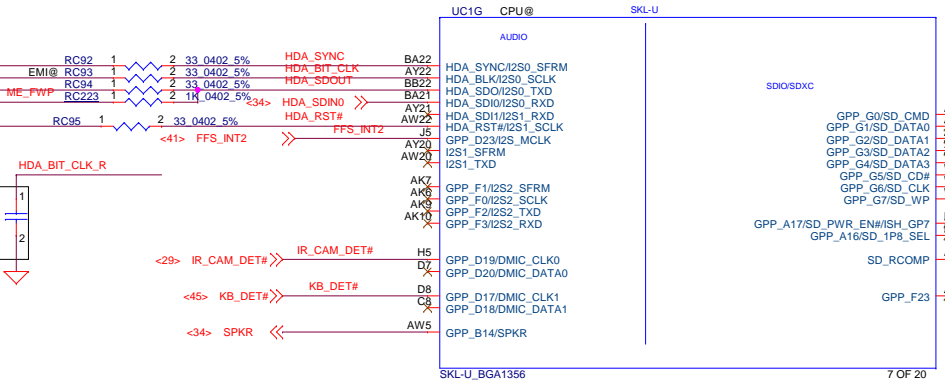 UC1G CPU@ SKL-U
AUDIO
SDIO/SDXC
RC92 1 2 33_0402_5% HDA_SYNC BA22 HDA_SYNC/I2S0_SFRM
EMI@ RC93 1 2 33_0402_5% HDA_BIT_CLK AY22 HDA_BLK/I2S0_SCLK
RC94 1 2 33_0402_5% HDA_SDOUT BB22 HDA_SDO/I2S0_TXD
ME_FWP RC223 1 2 1K_0402_5% <34> HDA_SDIN0 BA21 HDA_SDI0/I2S0_RXD
AY21 HDA_SDI1/I2S1_RXD GPP_G0/SD_CMD
RC95 1 2 33_0402_5% HDA_RST# AW22 HDA_RST#/I2S1_SCLK GPP_G1/SD_DATA0
<41> FFS_INT2 FFS_INT2 J5 GPP_D23/I2S_MCLK GPP_G2/SD_DATA1
AY20 I2S1_SFRM GPP_G3/SD_DATA2
AW20 I2S1_TXD GPP_G4/SD_DATA3
HDA_BIT_CLK_R GPP_G5/SD_CD#
AK7 GPP_F1/I2S2_SFRM GPP_G6/SD_CLK
1 AK6 GPP_F0/I2S2_SCLK GPP_G7/SD_WP
AK9 GPP_F2/I2S2_TXD
AK10 GPP_F3/I2S2_RXD GPP_A17/SD_PWR_EN#/ISH_GP7
2 GPP_A16/SD_1P8_SEL
<29> IR_CAM_DET# IR_CAM_DET# H5 GPP_D19/DMIC_CLK0 SD_RCOMP
D7 GPP_D20/DMIC_DATA0
<45> KB_DET# KB_DET# D8 GPP_D17/DMIC_CLK1 GPP_F23
C8 GPP_D18/DMIC_DATA1
<34> SPKR AW5 GPP_B14/SPKR
SKL-U_BGA1356 7 OF 20